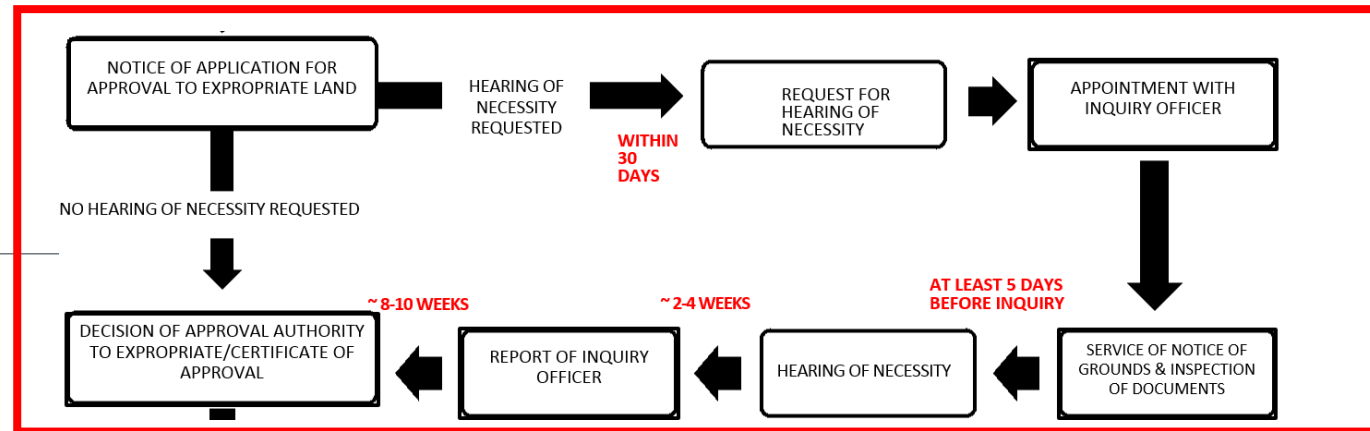 NOTICE OF APPLICATION FOR
APPROVAL TO EXPROPRIATE LAND
HEARING OF
NECESSITY
REQUESTED
WITHIN
30
DAYS
REQUEST FOR
HEARING OF
NECESSITY
APPOINTMENT WITH
INQUIRY OFFICER
NO HEARING OF NECESSITY REQUESTED
DECISION OF APPROVAL AUTHORITY
TO EXPROPRIATE/CERTIFICATE OF
APPROVAL
~ 8-10 WEEKS
REPORT OF INQUIRY
OFFICER
~ 2-4 WEEKS
HEARING OF NECESSITY
AT LEAST 5 DAYS
BEFORE INQUIRY
SERVICE OF NOTICE OF
GROUNDS & INSPECTION
OF DOCUMENTS